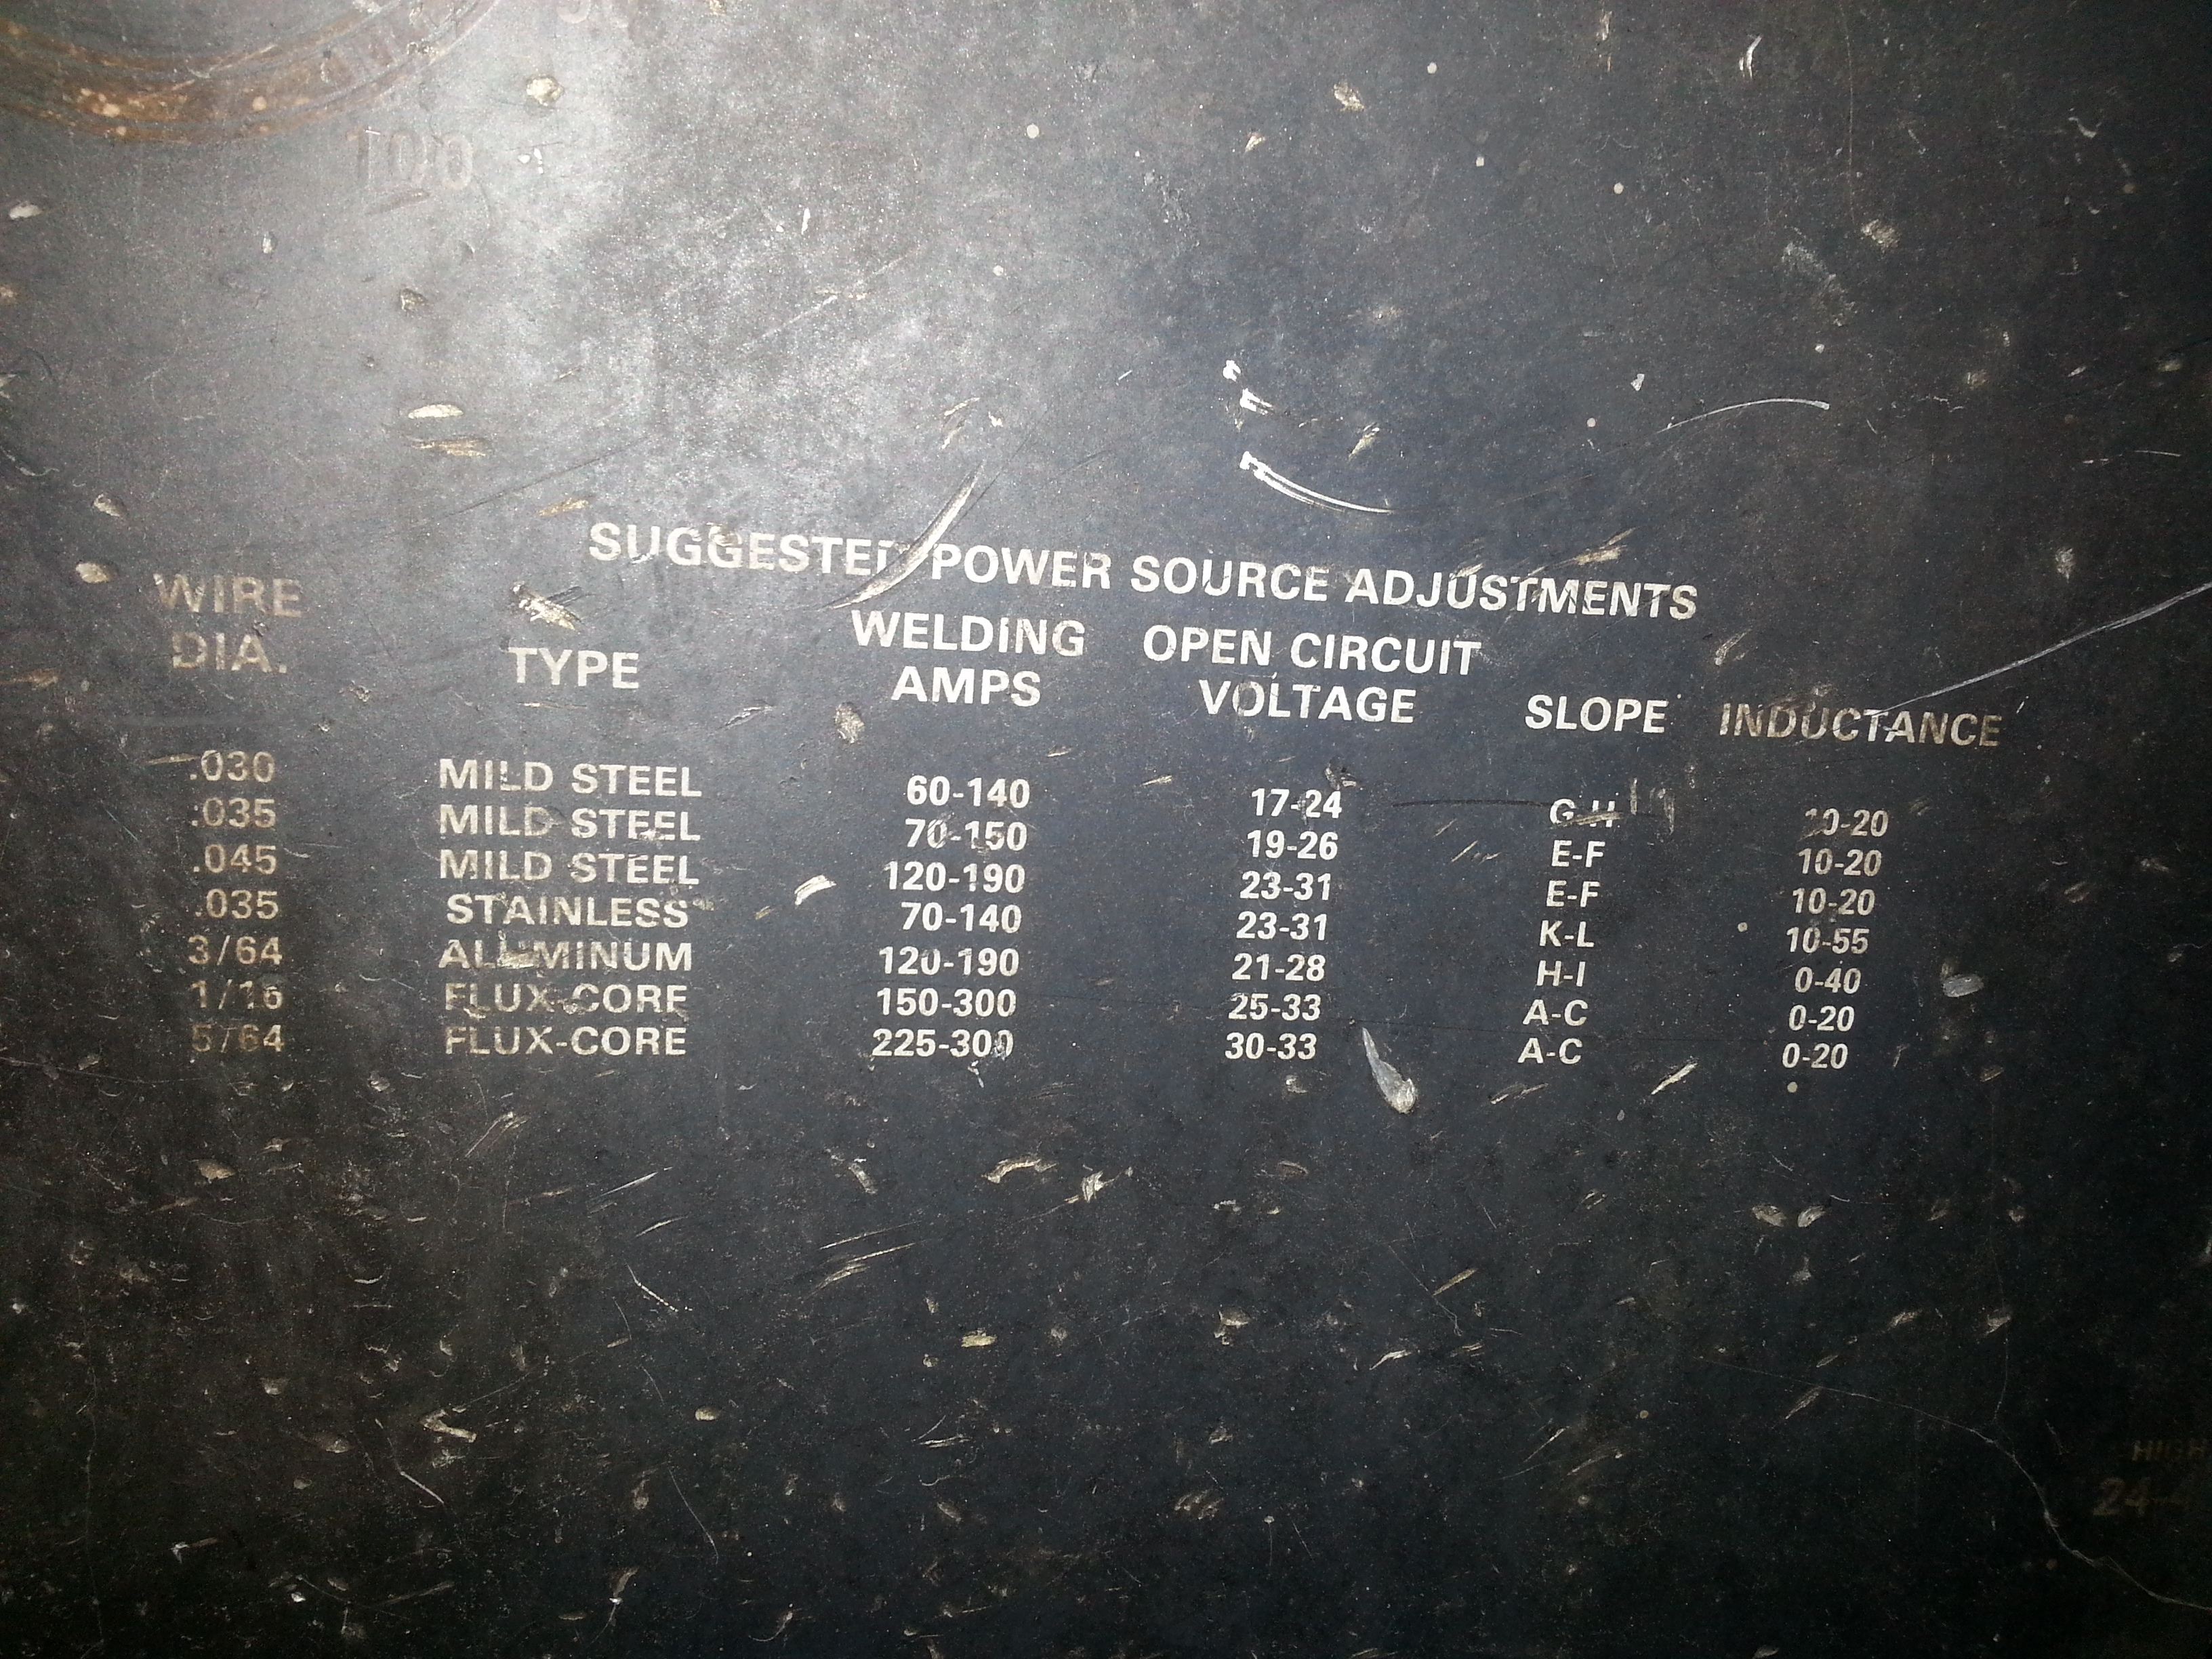 100
SUGGESTED POWER SOURCE ADJUSTMENTS
WIRE DIA. TYPE WELDING AMPS OPEN CIRCUIT VOLTAGE SLOPE INDUCTANCE
.030 MILD STEEL 60-140 17-24 G-H 10-20
.035 MILD STEEL 70-150 19-26 E-F 10-20
.045 MILD STEEL 120-190 23-31 E-F 10-20
.035 STAINLESS 70-140 23-31 K-L 10-55
3/64 ALUMINUM 120-190 21-28 H-I 0-40
1/16 FLUX-CORE 150-300 25-33 A-C 0-20
5/64 FLUX-CORE 225-300 30-33 A-C 0-20
HIGH